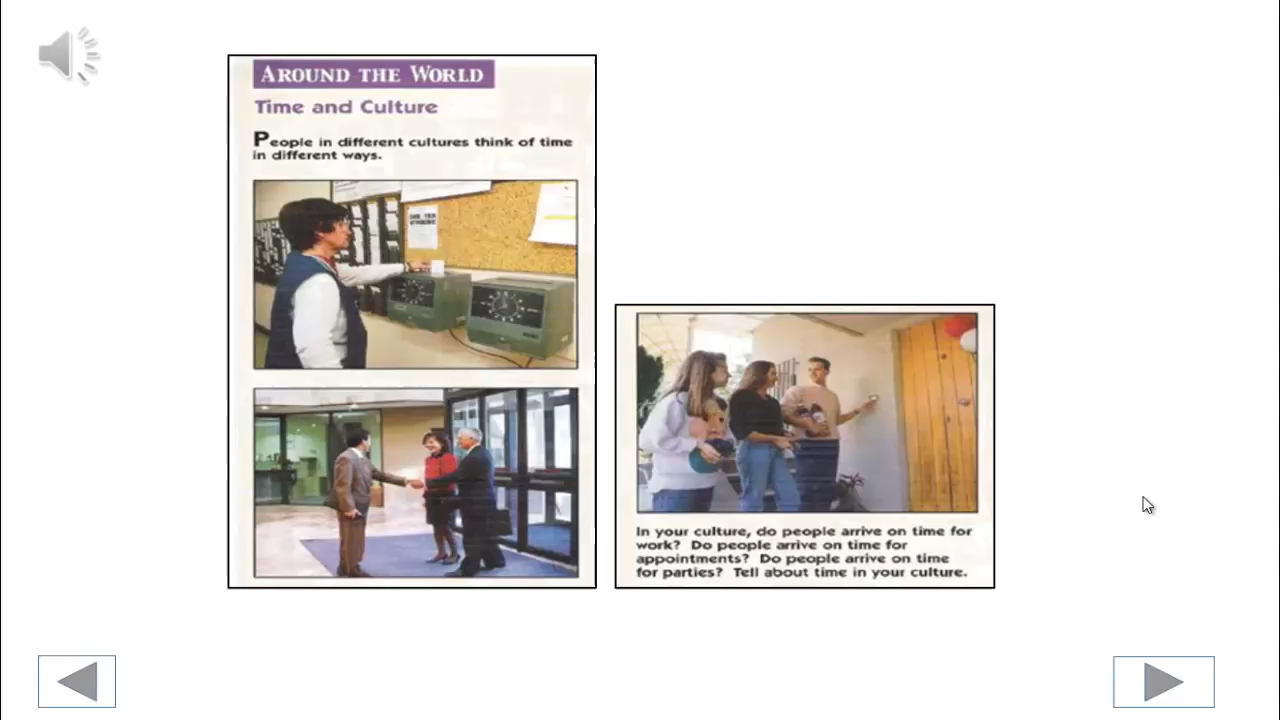 AROUND THE WORLD
Time and Culture
People in different cultures think of time
in different ways.
In your culture, do people arrive on time for
work? Do people arrive on time for
appointments? Do people arrive on time
for parties? Tell about time in your culture.